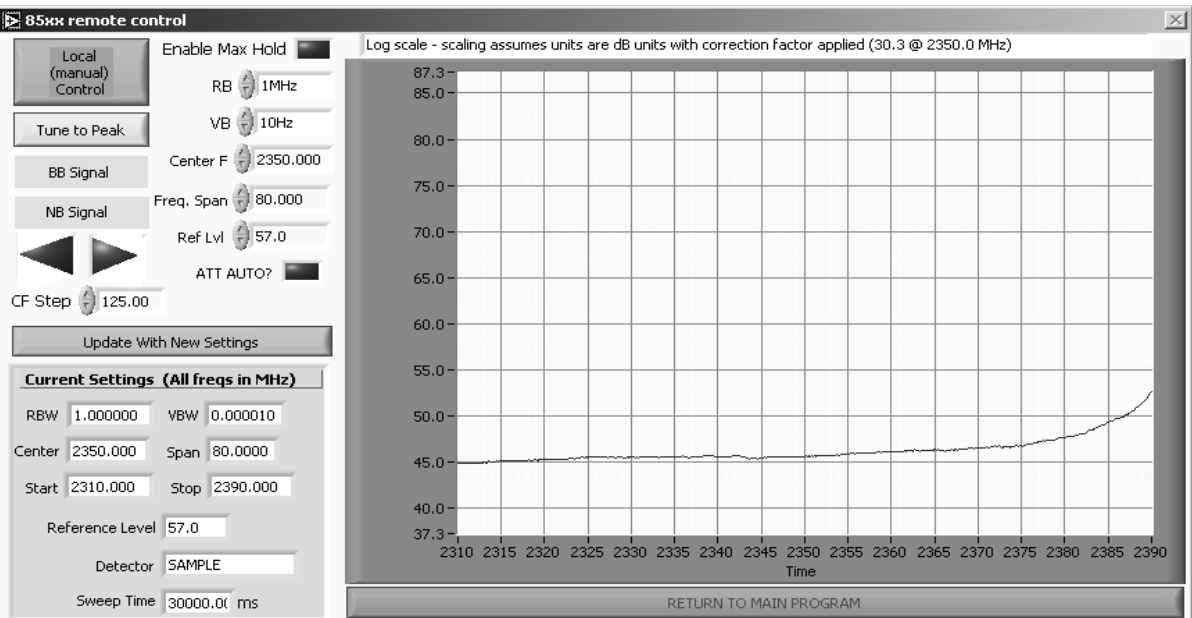 85xx remote control
Local
(manual)
Control
Enable Max Hold
RB 1MHz
Tune to Peak
VB 10Hz
BB Signal
Center F 2350.000
NB Signal
Freq. Span 80.000
Ref Lvl 57.0
ATT AUTO?
CF Step 125.00
Update With New Settings
Current Settings (All freqs in MHz)
RBW 1.000000 VBW 0.000010
Center 2350.000 Span 80.0000
Start 2310.000 Stop 2390.000
Reference Level 57.0
Detector SAMPLE
Sweep Time 30000.0( ms
Log scale - scaling assumes units are dB units with correction factor applied (30.3 @ 2350.0 MHz)
87.3
85.0
80.0
75.0
70.0
65.0
60.0
55.0
50.0
45.0
40.0
37.3
2310 2315 2320 2325 2330 2335 2340 2345 2350 2355 2360 2365 2370 2375 2380 2385 2390
Time
RETURN TO MAIN PROGRAM